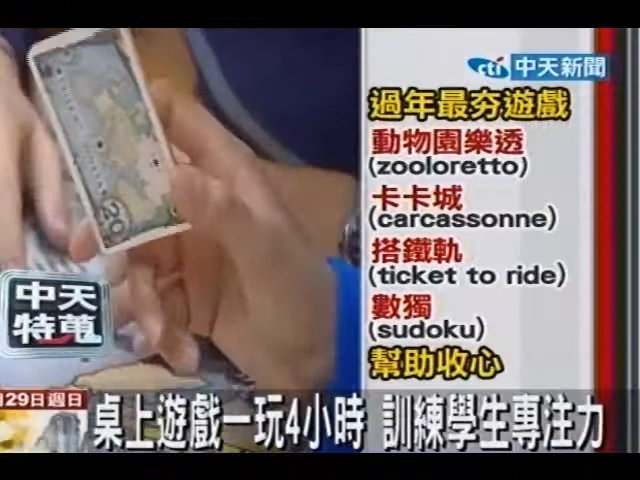 cti 中天新聞
過年最夯遊戲
動物園樂透
(zooloretto)
卡卡城
(carcassonne)
搭鐵軌
(ticket to ride)
數獨
(sudoku)
幫助收心
20
中天
特蒐
月29日週日
桌上遊戲一玩4小時 訓練學生專注力